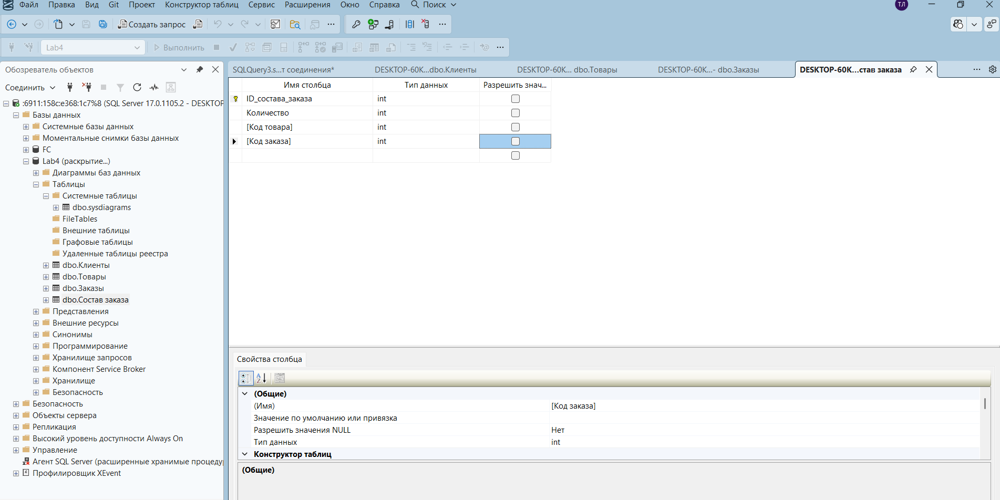 Файл Правка Вид Git Проект Конструктор таблиц Сервис Расширения Окно Справка Поиск ТЛ
Создать запрос
Lab4 Выполнить
Обозреватель объектов
Соединить
:6911:158c:e368:1c7%8 (SQL Server 17.0.1105.2 - DESKTOP
Базы данных
Системные базы данных
Моментальные снимки базы данных
FC
Lab4 (раскрытие...)
Диаграммы баз данных
Таблицы
Системные таблицы
dbo.sysdiagrams
FileTables
Внешние таблицы
Графовые таблицы
Удаленные таблицы реестра
dbo.Клиенты
dbo.Товары
dbo.Заказы
dbo.Состав заказа
Представления
Внешние ресурсы
Синонимы
Программирование
Хранилище запросов
Компонент Service Broker
Хранилище
Безопасность
Безопасность
Объекты сервера
Репликация
Высокий уровень доступности Always On
Управление
Агент SQL Server (расширенные хранимые процеду
Профилировщик XEvent
SQLQuery3.s...т соединения* DESKTOP-60K...dbo.Клиенты DESKTOP-60K... dbo.Товары DESKTOP-60K...- dbo.Заказы DESKTOP-60K...став заказа
Имя столбца Тип данных Разрешить знач...
ID_состава_заказа int
Количество int
[Код товара] int
[Код заказа] int
Свойства столбца
(Общие)
(Имя) [Код заказа]
Значение по умолчанию или привязка
Разрешить значения NULL Нет
Тип данных int
Конструктор таблиц
(Общие)